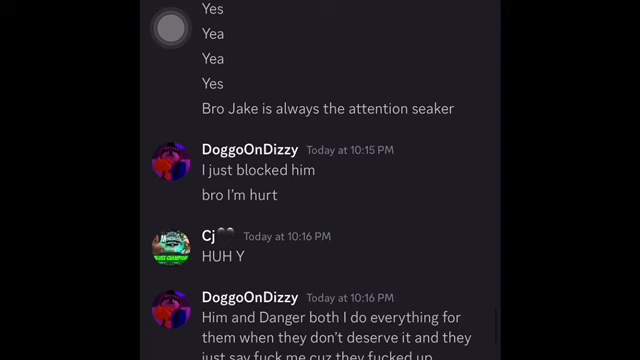 Yes
Yea
Yea
Yes
Bro Jake is always the attention seaker
DoggoOnDizzy Today at 10:15 PM
I just blocked him
bro I'm hurt
Cj🖤 Today at 10:16 PM
HUH Y
DoggoOnDizzy Today at 10:16 PM
Him and Danger both I do everything for
them when they don't deserve it and they
just say fuck me cuz they fucked up